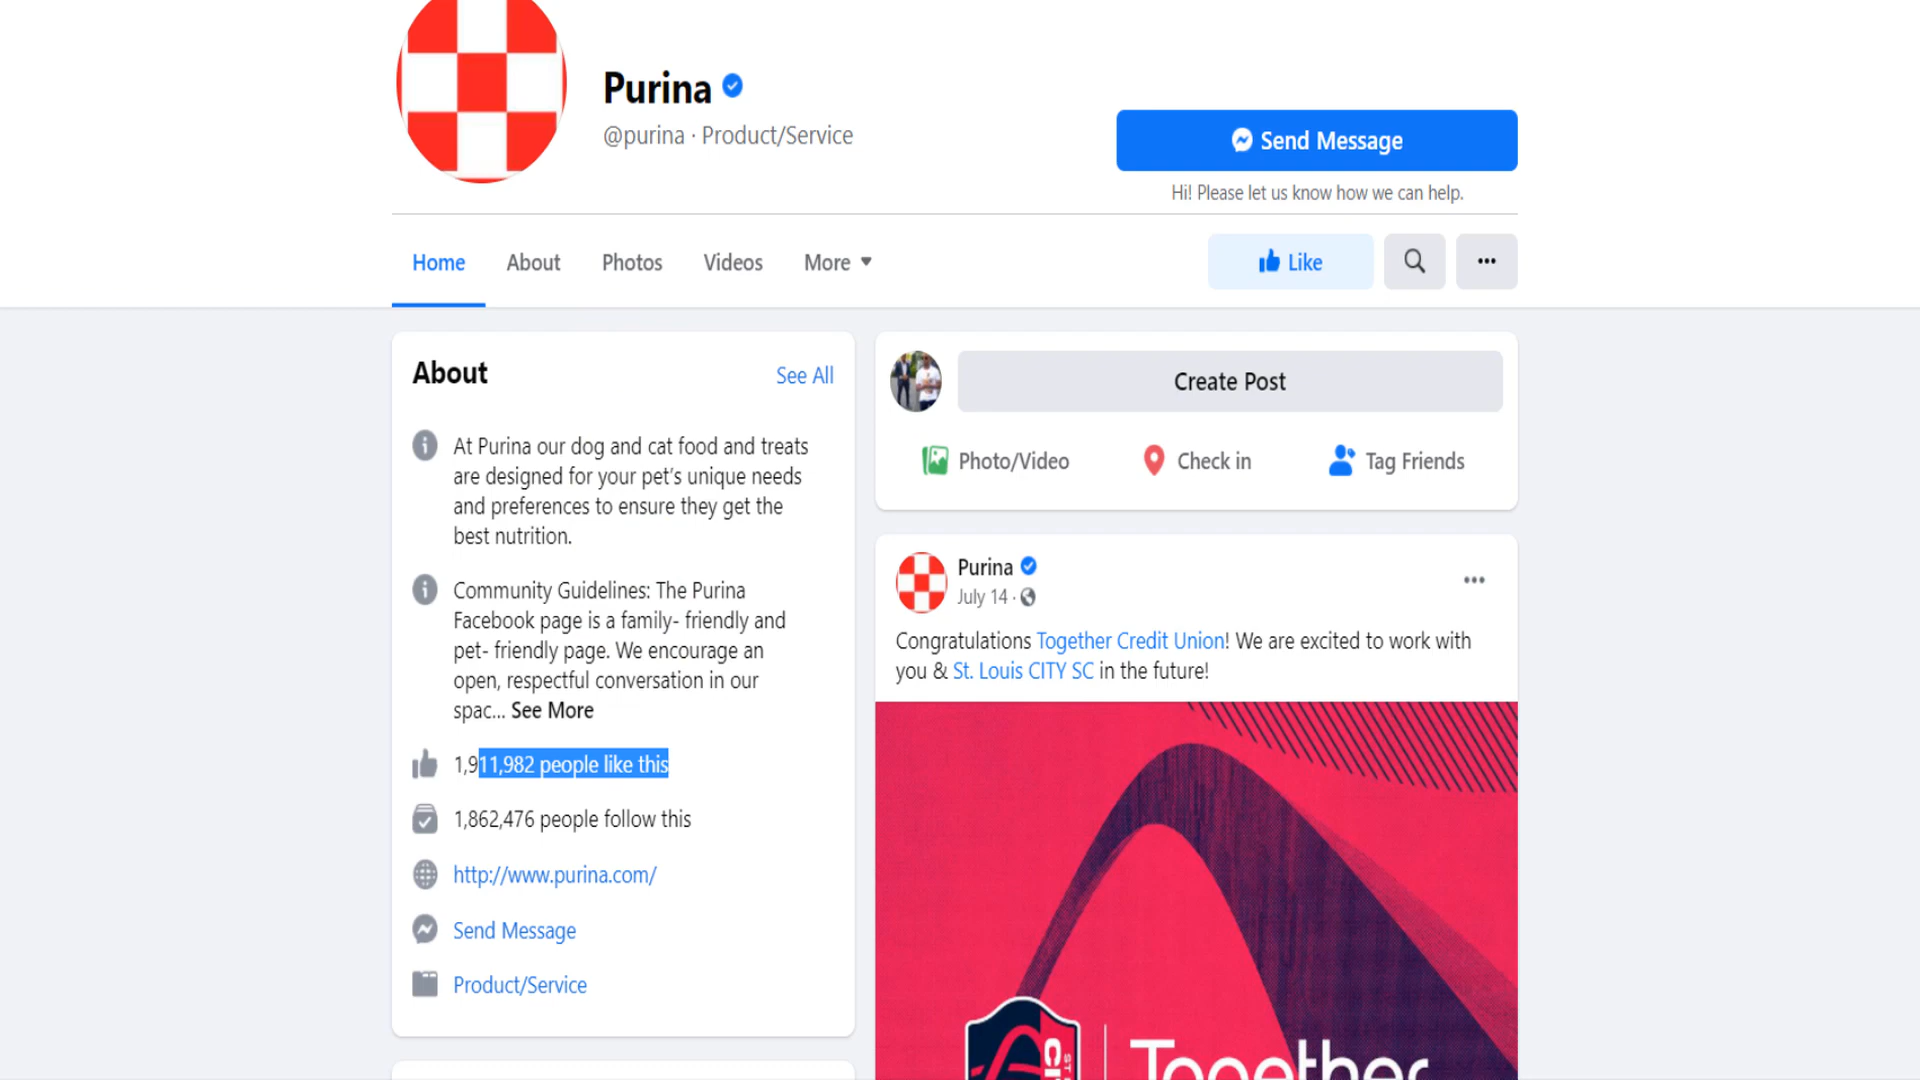 Purina
@purina · Product/Service
Send Message
Hi! Please let us know how we can help.
Home About Photos Videos More
Like
About
See All
At Purina our dog and cat food and treats
are designed for your pet's unique needs
and preferences to ensure they get the
best nutrition.
Community Guidelines: The Purina
Facebook page is a family- friendly and
pet- friendly page. We encourage an
open, respectful conversation in our
spac... See More
1,911,982 people like this
1,862,476 people follow this
http://www.purina.com/
Send Message
Product/Service
Create Post
Photo/Video Check in Tag Friends
Purina
July 14 ·
Congratulations Together Credit Union! We are excited to work with
you & St. Louis CITY SC in the future!
Together